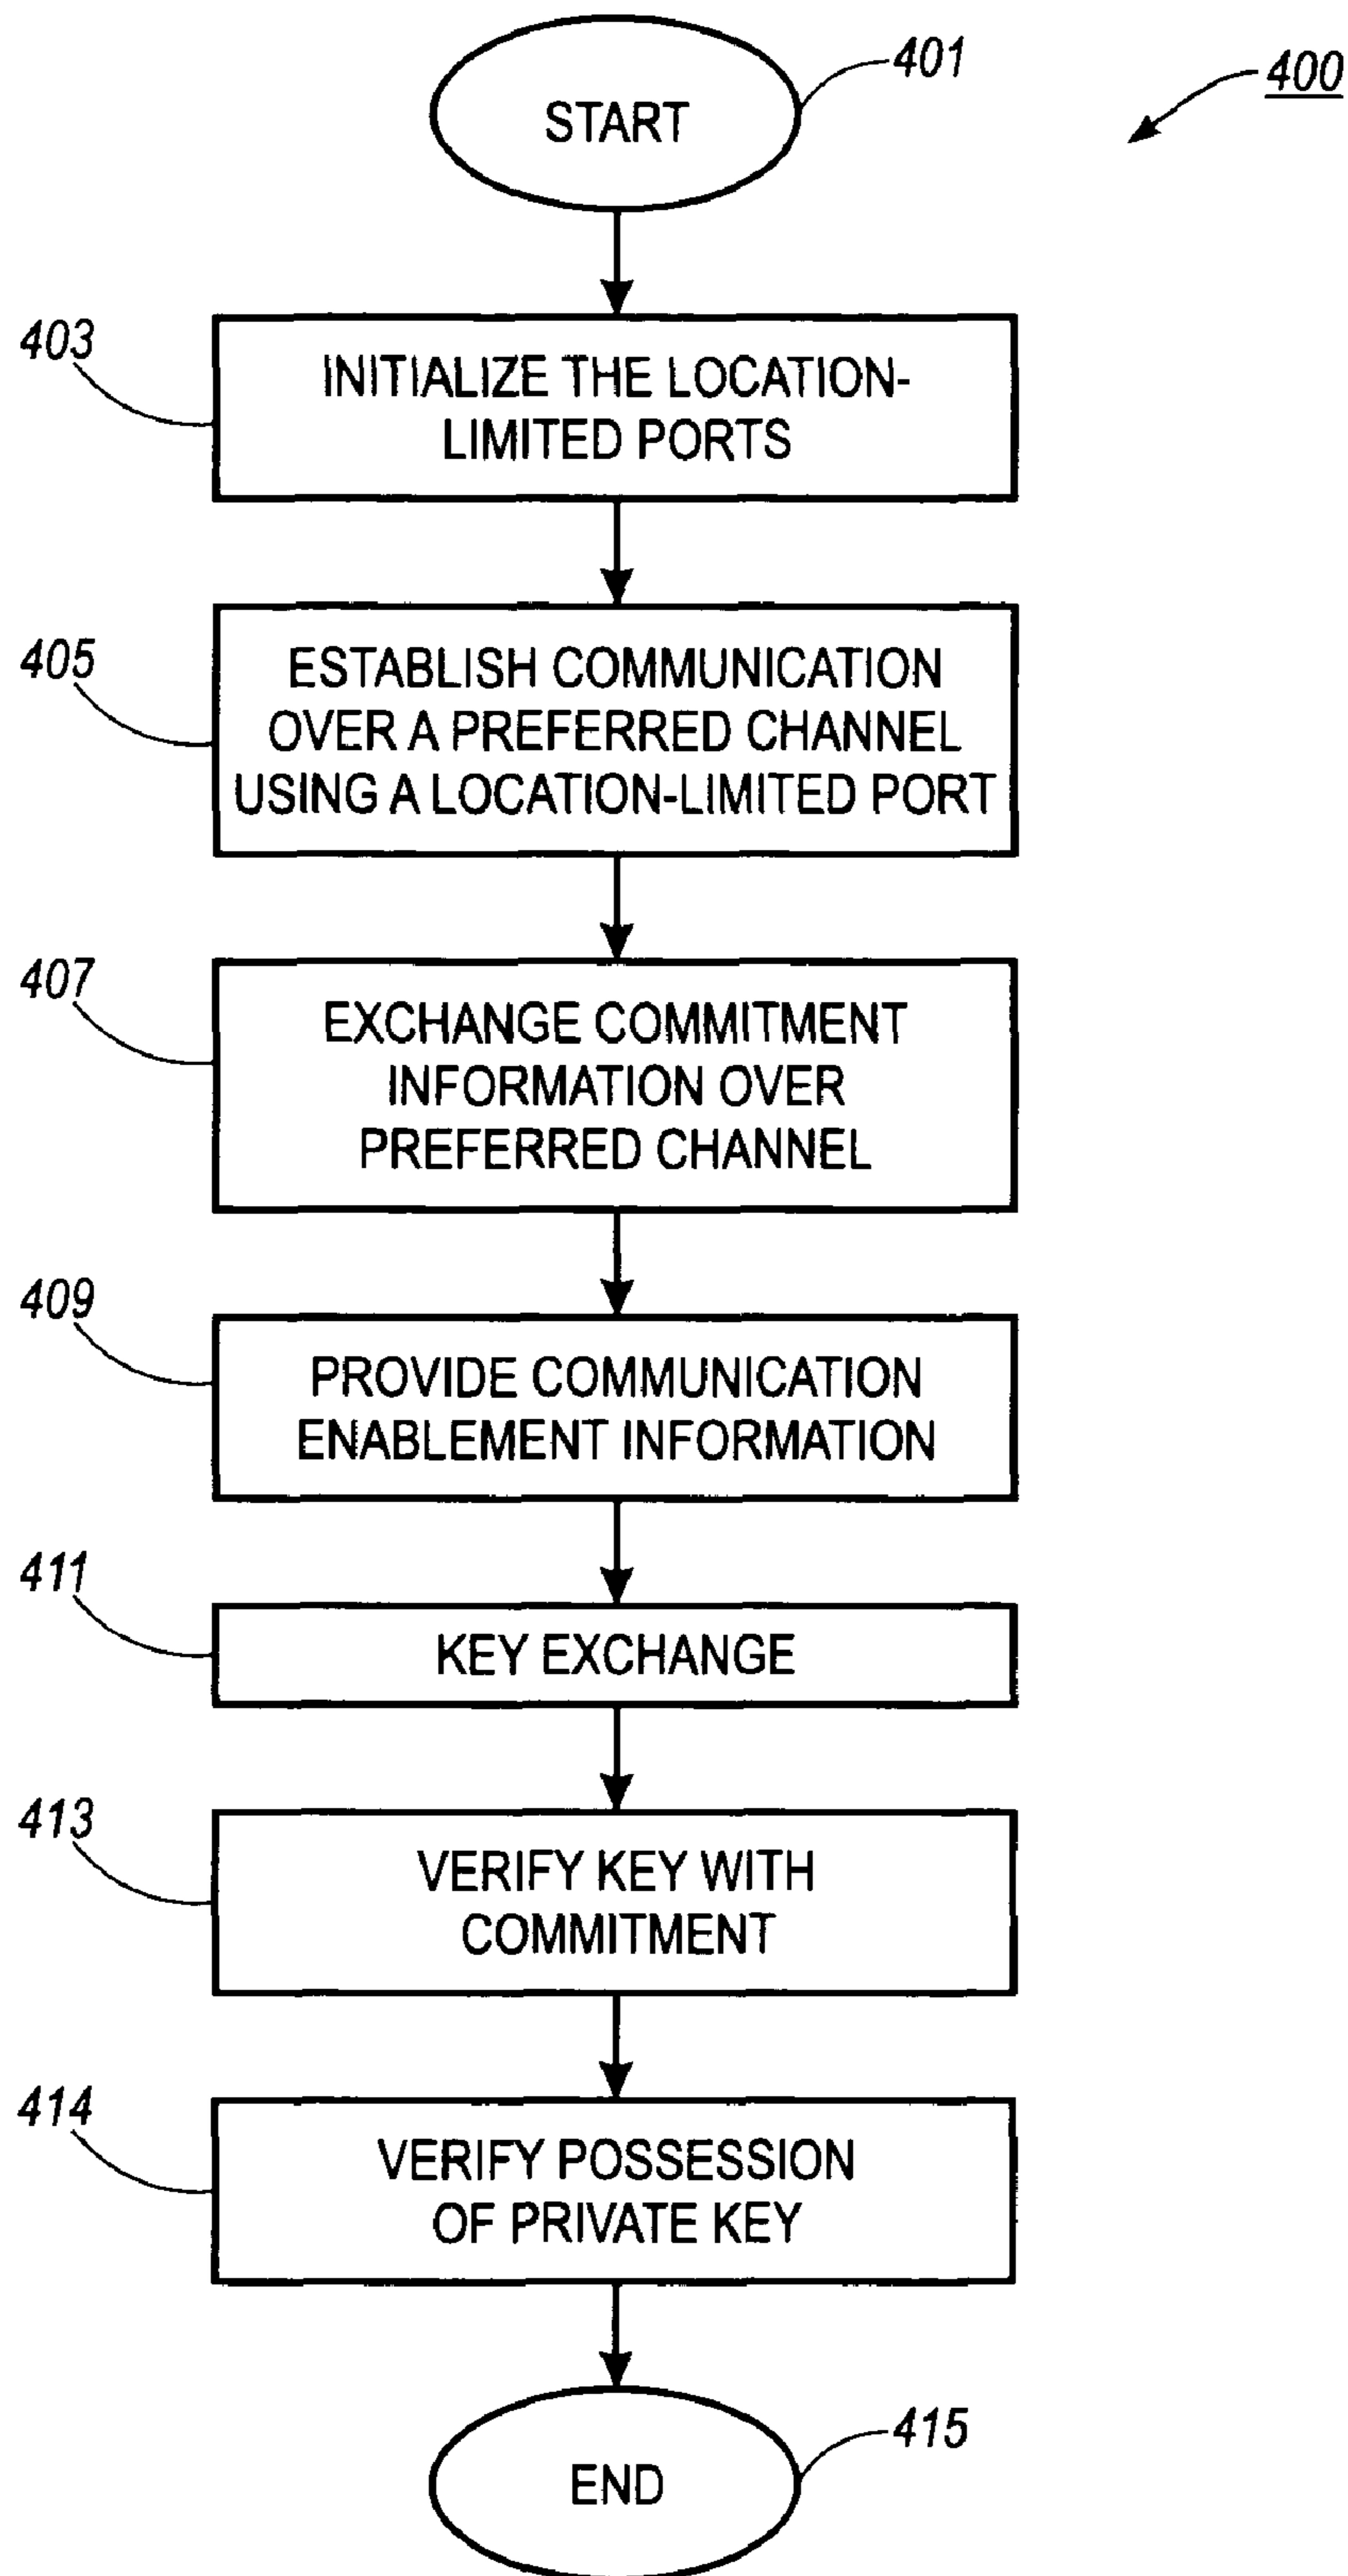 401
400
START
403
INITIALIZE THE LOCATION-
LIMITED PORTS
405
ESTABLISH COMMUNICATION
OVER A PREFERRED CHANNEL
USING A LOCATION-LIMITED PORT
407
EXCHANGE COMMITMENT
INFORMATION OVER
PREFERRED CHANNEL
409
PROVIDE COMMUNICATION
ENABLEMENT INFORMATION
411
KEY EXCHANGE
413
VERIFY KEY WITH
COMMITMENT
414
VERIFY POSSESSION
OF PRIVATE KEY
415
END